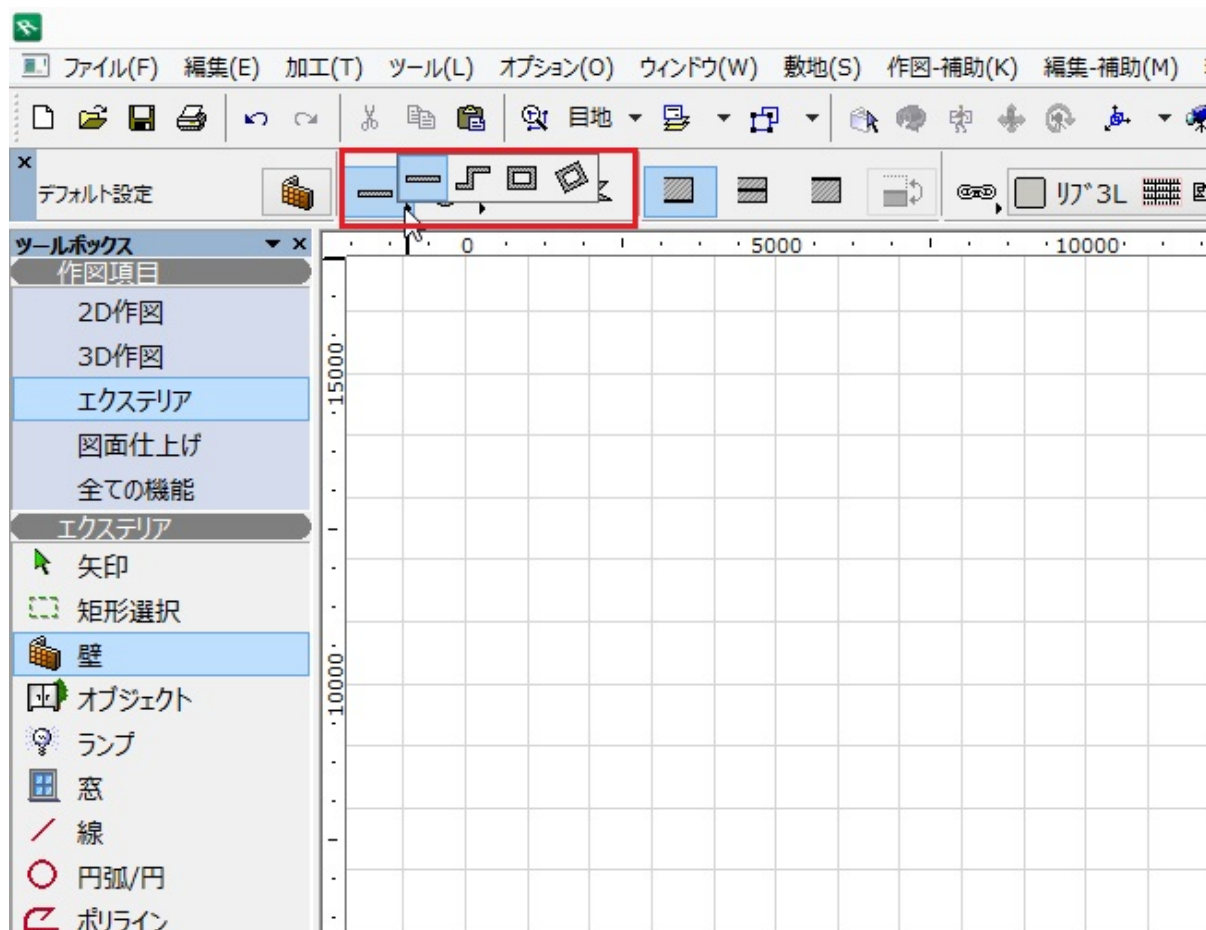 ファイル(F) 編集(E) 加工(T) ツール(L) オプション(O) ウィンドウ(W) 敷地(S) 作図-補助(K) 編集-補助(M)
目地
デフォルト設定
リブ3L
ツールボックス
0 5000 10000
作図項目
2D作図
3D作図
15000
エクステリア
図面仕上げ
全ての機能
エクステリア
矢印
矩形選択
壁
10000
オブジェクト
ランプ
窓
線
円弧/円
ポリライン